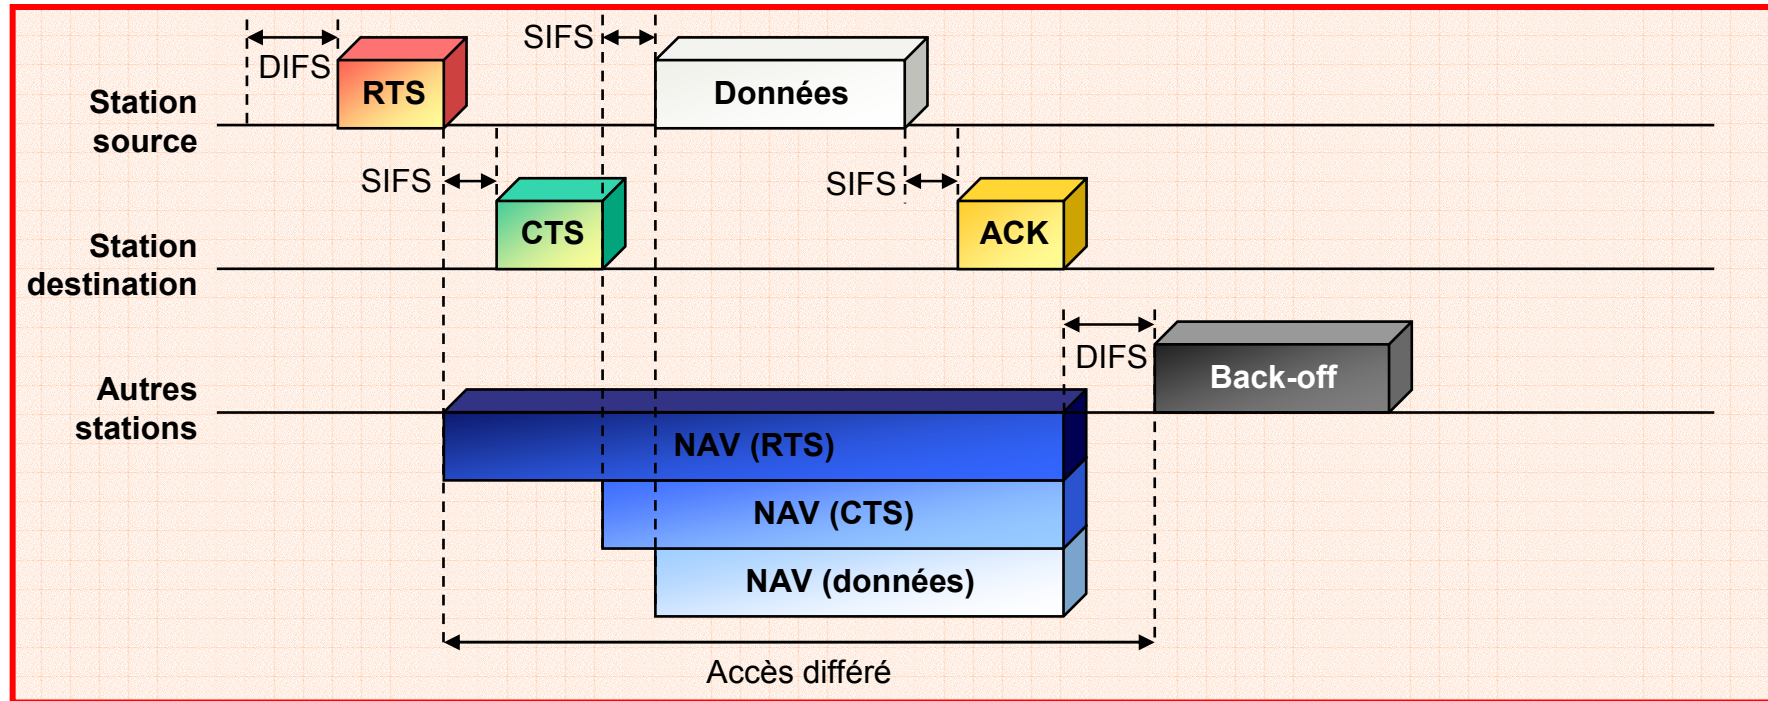 SIFS
DIFS
RTS
Données
Station
source
SIFS
SIFS
CTS
ACK
Station
destination
DIFS
Back-off
Autres
stations
NAV (RTS)
NAV (CTS)
NAV (données)
Accès différé